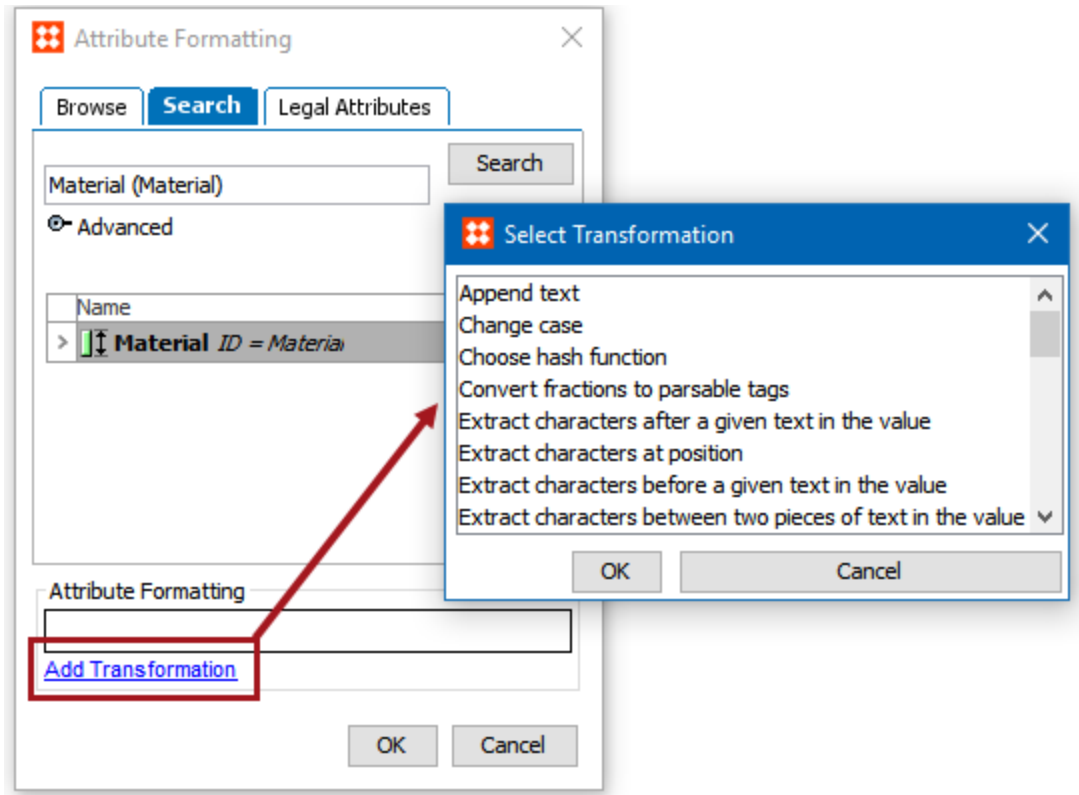 Attribute Formatting
Browse
Search
Legal Attributes
Search
Material (Material)
Advanced
Name
Material ID = Material
Attribute Formatting
Add Transformation
OK
Cancel
Select Transformation
Append text
Change case
Choose hash function
Convert fractions to parsable tags
Extract characters after a given text in the value
Extract characters at position
Extract characters before a given text in the value
Extract characters between two pieces of text in the value
OK
Cancel